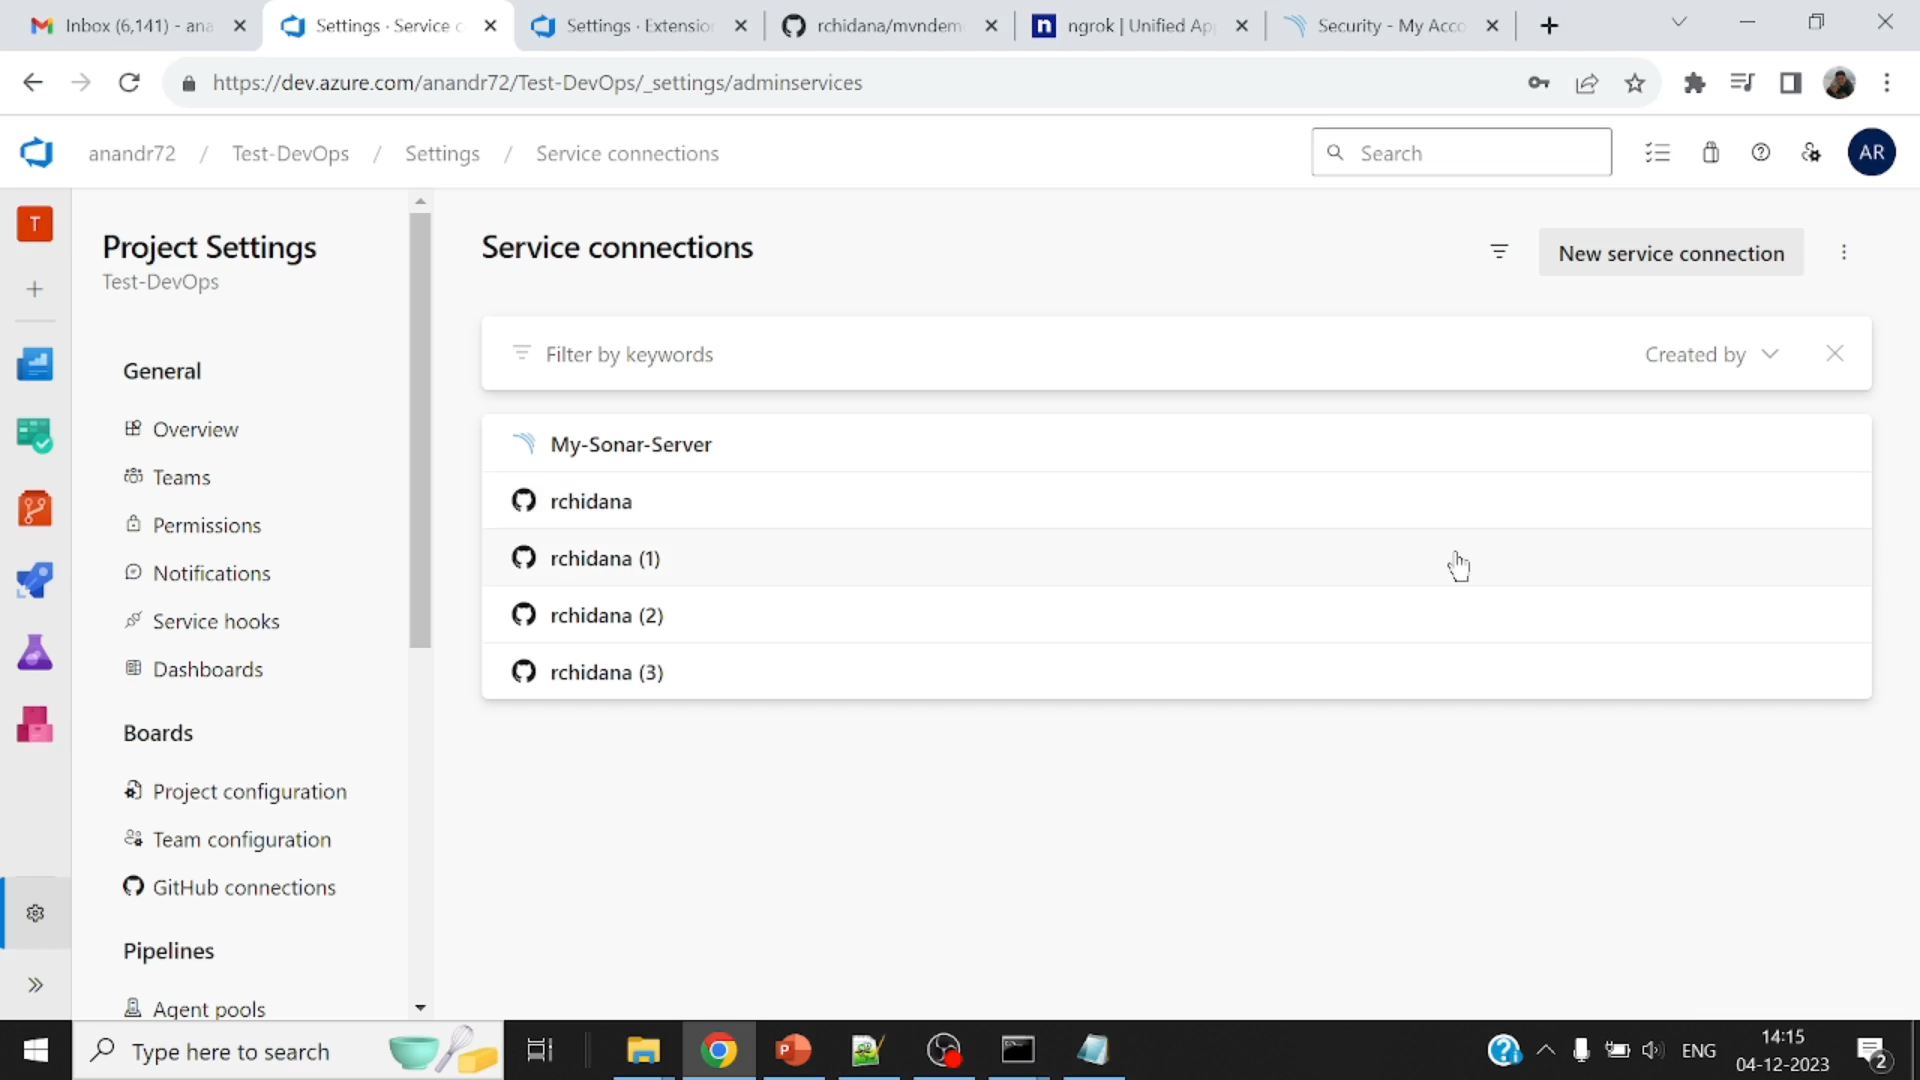 Inbox (6,141) - ana
Settings · Service c
Settings · Extension
rchidana/mvndem
ngrok | Unified Ap
Security - My Acco
https://dev.azure.com/anandr72/Test-DevOps/_settings/adminservices
anandr72 / Test-DevOps / Settings / Service connections
Search
AR
T
Project Settings
Test-DevOps
General
Overview
Teams
Permissions
Notifications
Service hooks
Dashboards
Boards
Project configuration
Team configuration
GitHub connections
Pipelines
Agent pools
Service connections
New service connection
Filter by keywords
Created by
My-Sonar-Server
rchidana
rchidana (1)
rchidana (2)
rchidana (3)
Type here to search
ENG
14:15
04-12-2023
2